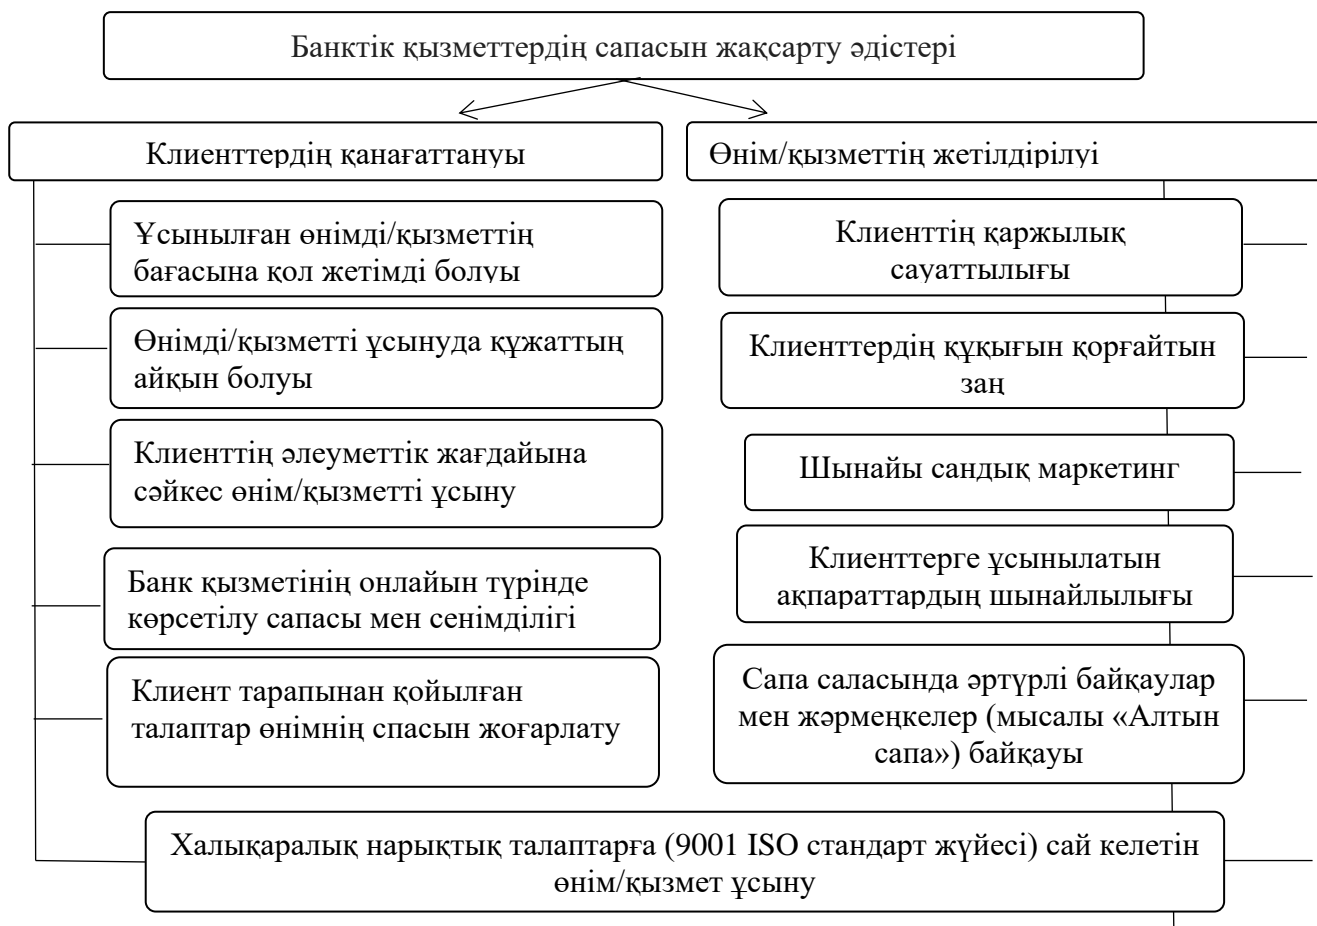 Банктік қызметтердің сапасын жақсарту әдістері
Клиенттердің қанағаттануы
Ұсынылған өнімді/қызметтің
бағасына қол жетімді болуы
Өнімді/қызметті ұсынуда құжаттың
айқын болуы
Клиенттің әлеуметтік жағдайына
сәйкес өнім/қызметті ұсыну
Банк қызметінің онлайын түрінде
көрсетілу сапасы мен сенімділігі
Клиент тарапынан қойылған
талаптар өнімнің спасын жоғарлату
Өнім/қызметтің жетілдірілуі
Клиенттің қаржылық
сауаттылығы
Клиенттердің құқығын қорғайтын
заң
Шынайы сандық маркетинг
Клиенттерге ұсынылатын
ақпараттардың шынайлылығы
Сапа саласында әртүрлі байқаулар
мен жәрмеңкелер (мысалы «Алтын
сапа») байқауы
Халықаралық нарықтық талаптарға (9001 ISO стандарт жүйесі) сай келетін
өнім/қызмет ұсыну